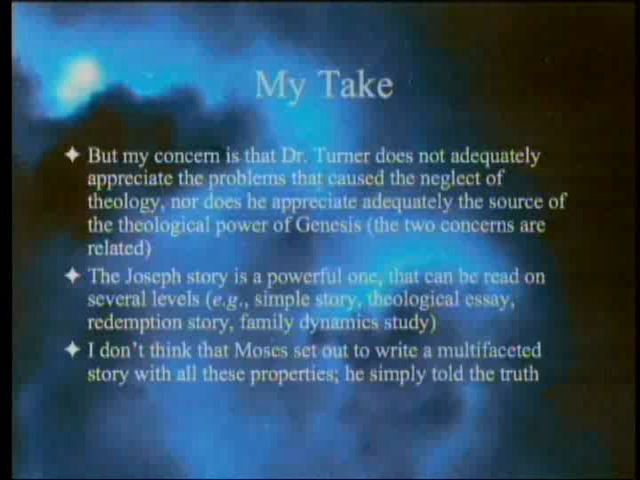 My Take
But my concern is that Dr. Turner does not adequately
appreciate the problems that caused the neglect of
theology, nor does he appreciate adequately the source of
the theological power of Genesis (the two concerns are
related)
The Joseph story is a powerful one, that can be read on
several levels (e.g., simple story, theological essay,
redemption story, family dynamics study)
I don't think that Moses set out to write a multifaceted
story with all these properties; he simply told the truth